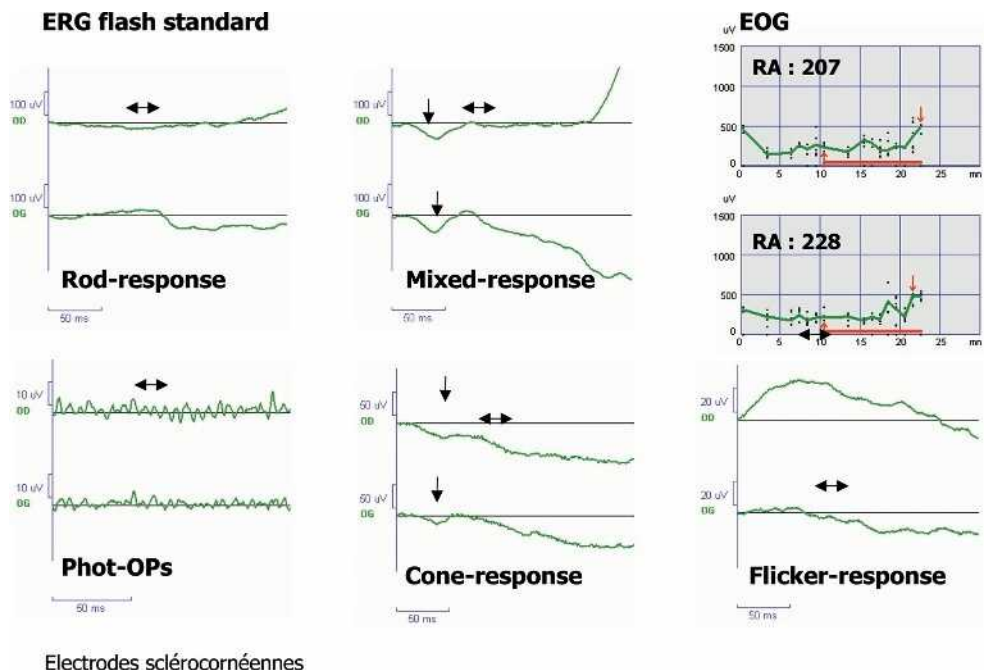 ERG flash standard
EOG
100 uV
OD
100 uV
OG
Rod-response
50 ms
100 uV
OD
100 uV
OG
Mixed-response
50 ms
uV
1500
1000
500
0
RA : 207
0 5 10 15 20 25 mn
uV
1500
1000
500
0
RA : 228
0 5 10 15 20 25 mn
10 uV
OD
10 uV
OG
Phot-OPs
50 ms
50 uV
OD
50 uV
OG
Cone-response
50 ms
20 uV
OD
20 uV
OG
Flicker-response
50 ms
Electrodes sclérocornéennes